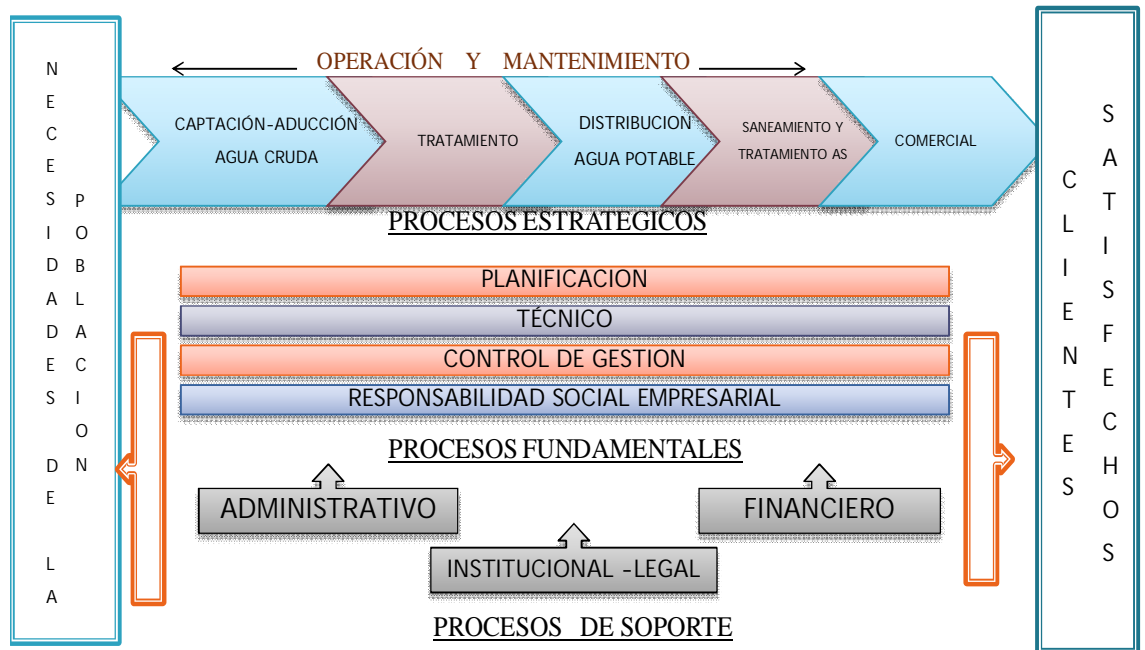 NECESIDADES DE LA
POBLACION
OPERACIÓN Y MANTENIMIENTO
CAPTACIÓN-ADUCCIÓN
AGUA CRUDA
TRATAMIENTO
DISTRIBUCION
AGUA POTABLE
SANEAMIENTO Y
TRATAMIENTO AS
COMERCIAL
PROCESOS ESTRATEGICOS
PLANIFICACION
TÉCNICO
CONTROL DE GESTION
RESPONSABILIDAD SOCIAL EMPRESARIAL
PROCESOS FUNDAMENTALES
ADMINISTRATIVO
FINANCIERO
INSTITUCIONAL -LEGAL
PROCESOS DE SOPORTE
CLIENTES
SATISFECHOS